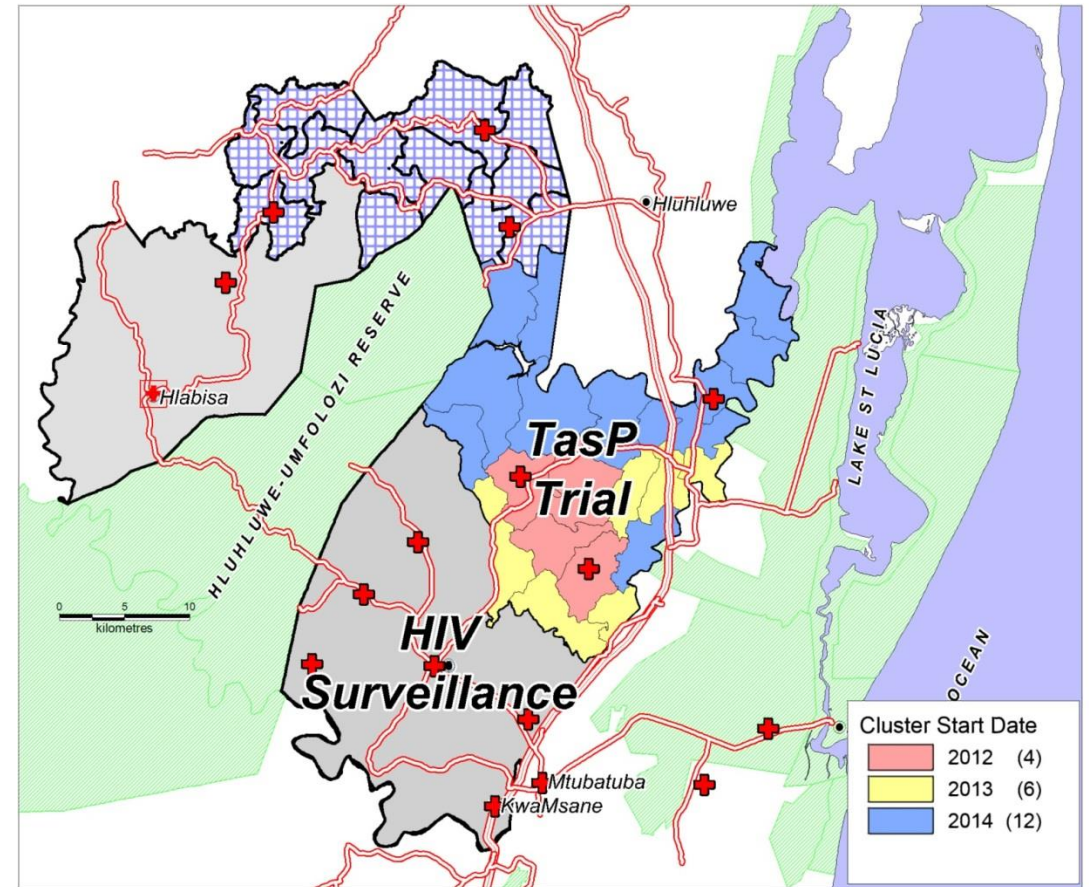 Hluhluwe
HLUHLUWE-UMFOLOZI RESERVE
LAKE ST LUCIA
Hlabisa
TasP
Trial
0 5 10
kilometres
HIV
Surveillance
OCEAN
Mtubatuba
KwaMsane
Cluster Start Date
2012 (4)
2013 (6)
2014 (12)